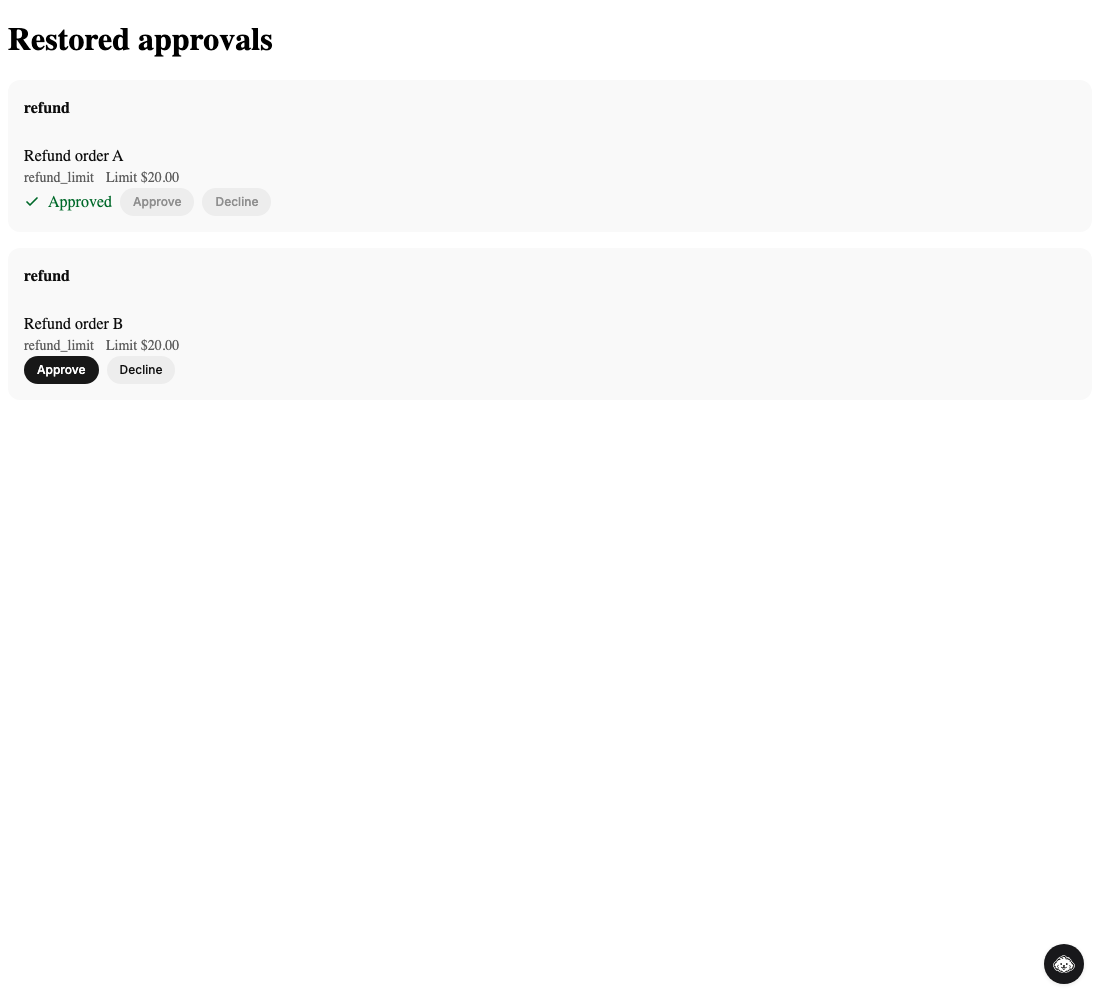 Restored approvals
refund
Refund order A
refund_limit Limit $20.00
Approved Approve Decline
refund
Refund order B
refund_limit Limit $20.00
Approve Decline